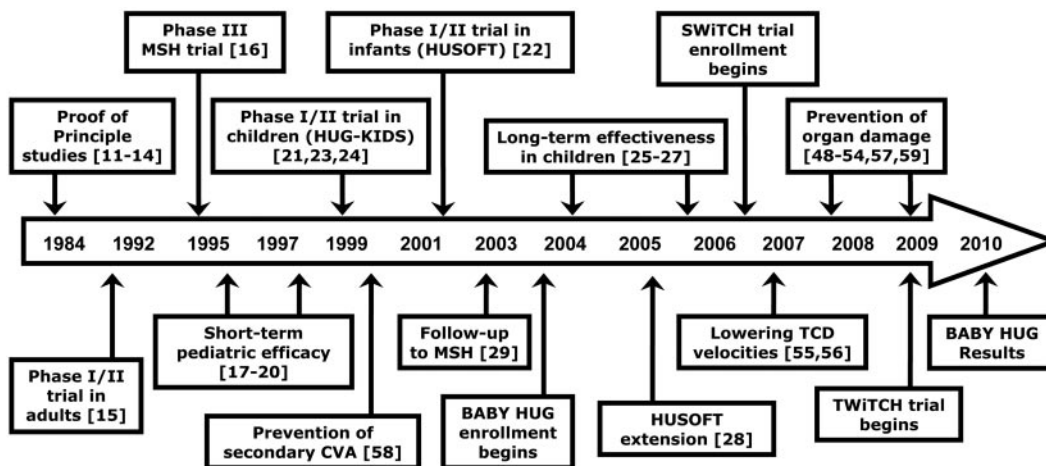 Phase III
MSH trial [16]
Phase I/II trial in
infants (HUSOFT) [22]
SWiTCH trial
enrollment
begins
Proof of
Principle
studies [11-14]
Phase I/II trial in
children (HUG-KIDS)
[21,23,24]
Long-term effectiveness
in children [25-27]
Prevention of
organ damage
[48-54,57,59]
1984 1992 1995 1997 1999 2001 2003 2004 2005 2006 2007 2008 2009 2010
Phase I/II
trial in
adults [15]
Short-term
pediatric efficacy
[17-20]
Prevention of
secondary CVA [58]
Follow-up
to MSH [29]
BABY HUG
enrollment
begins
HUSOFT
extension [28]
Lowering TCD
velocities [55,56]
TWiTCH trial
begins
BABY HUG
Results